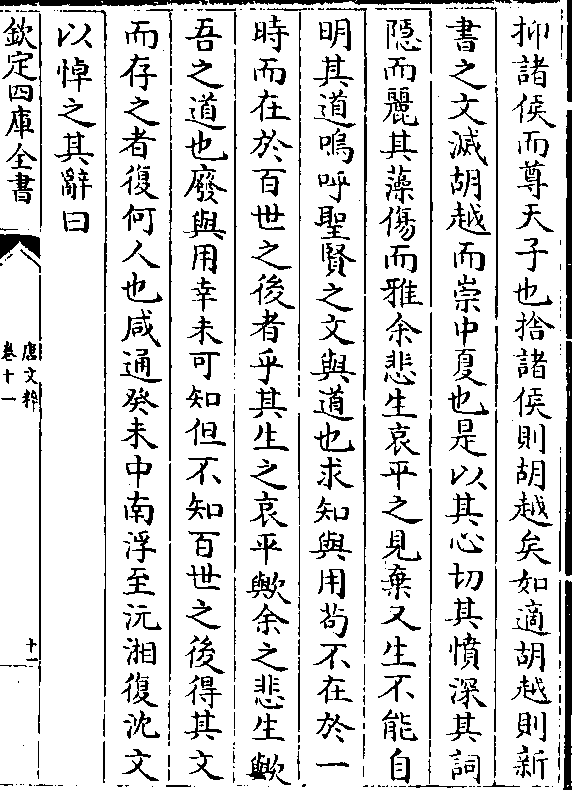 抑諸侯而尊天子也捨諸侯則胡越矣如適胡越則新
書之文滅胡越而崇中夏也是以其心切其憤深其詞
隠而麗其藻傷而雅余悲生哀平之見棄又生不能自
明其道嗚呼聖賢之文與道也求知與用茍不在於一
時而在於百世之後者乎其生之哀平歟余之悲生歟
吾之道也廢與用幸未可知但不知百世之後得其文
而存之者復何人也咸通癸未中南浮至沅湘復沈文
以悼之其辭曰
欽定四庫全書
唐文粹
卷十一
十一